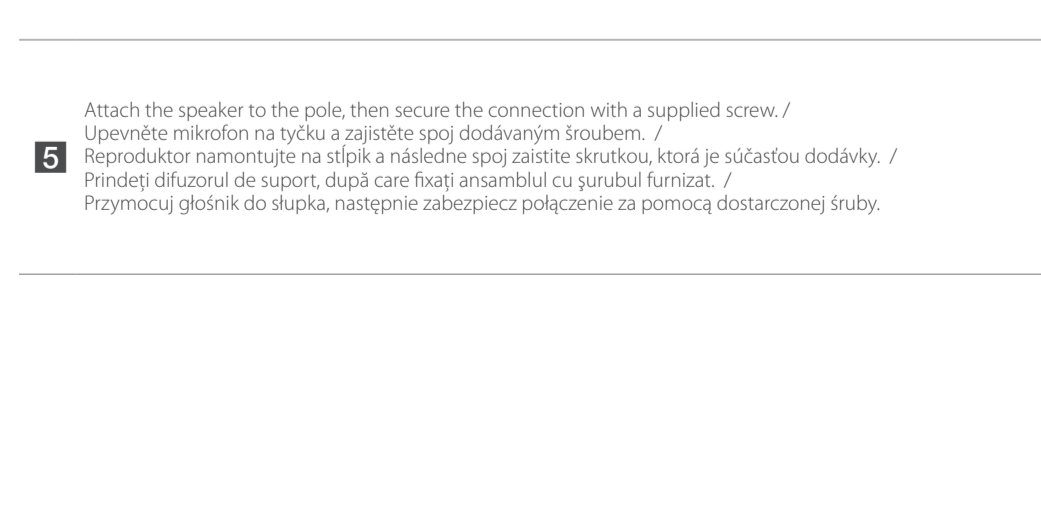 Attach the speaker to the pole, then secure the connection with a supplied screw. /
Upevněte mikrofon na tyčku a zajistěte spoj dodávaným šroubem. /
5 Reproduktor namontujte na stĺpik a následne spoj zaistite skrutkou, ktorá je súčasťou dodávky. /
Prindeți difuzorul de suport, după care fixați ansamblul cu şurubul furnizat. /
Przymocuj głośnik do słupka, następnie zabezpiecz połączenie za pomocą dostarczonej śruby.